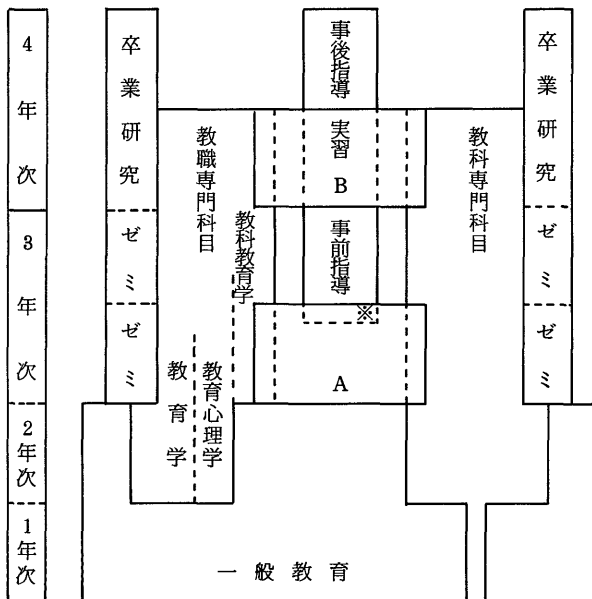 4年次
3年次
2年次
1年次
卒業研究
ゼミ
ゼミ
教職専門科目
教科教育学
教育学
教育心理学
事後指導
実習
B
事前指導
※
A
教科専門科目
卒業研究
ゼミ
ゼミ
一般教育